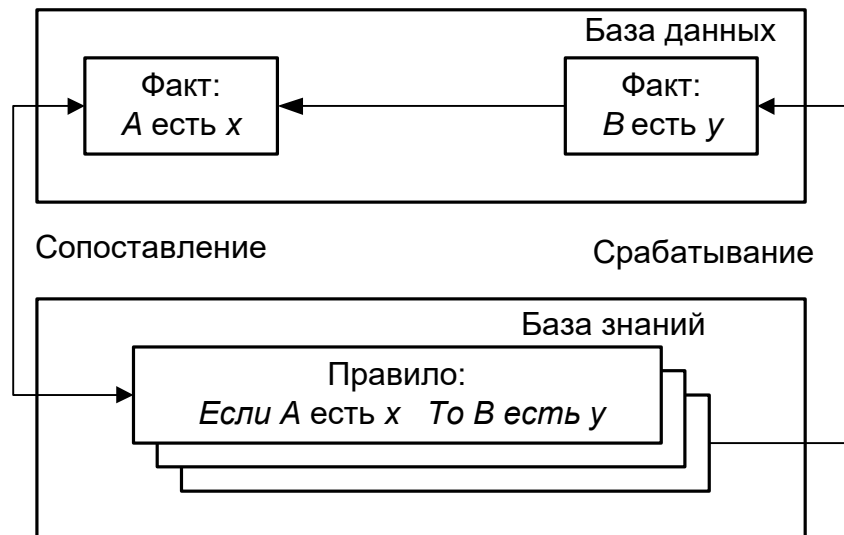 База данных
Факт:
A есть x
Факт:
B есть y
Сопоставление
Срабатывание
База знаний
Правило:
Если A есть x То B есть y